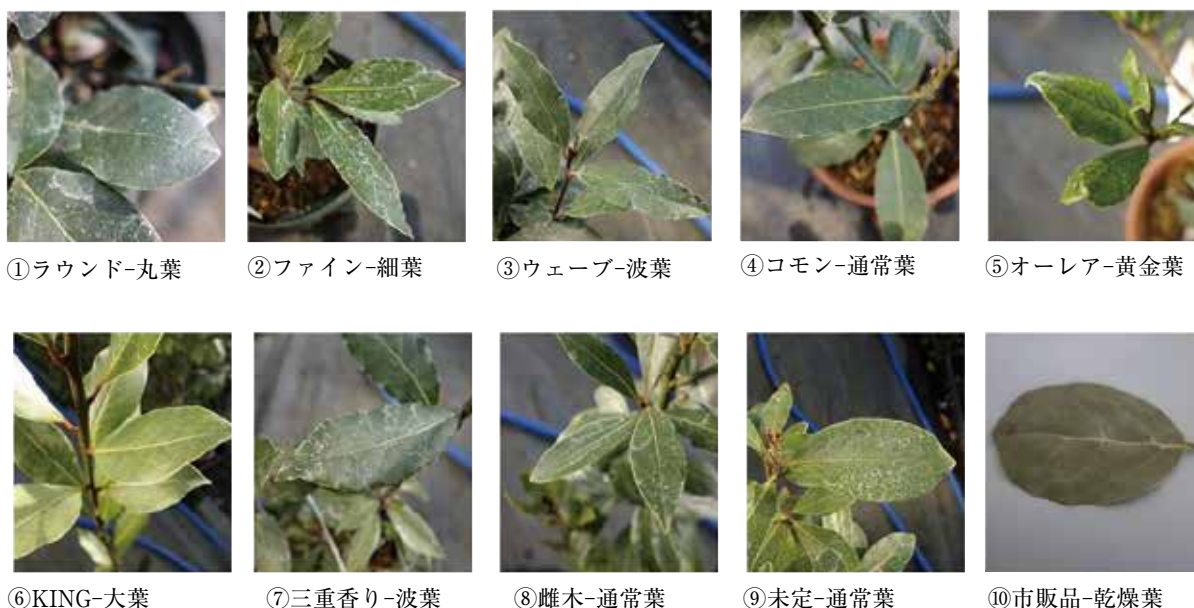 ①ラウンド-丸葉
②ファイン-細葉
③ウェーブ-波葉
④コモン-通常葉
⑤オーレア-黄金葉
⑥KING-大葉
⑦三重香り-波葉
⑧雌木-通常葉
⑨未定-通常葉
⑩市販品-乾燥葉